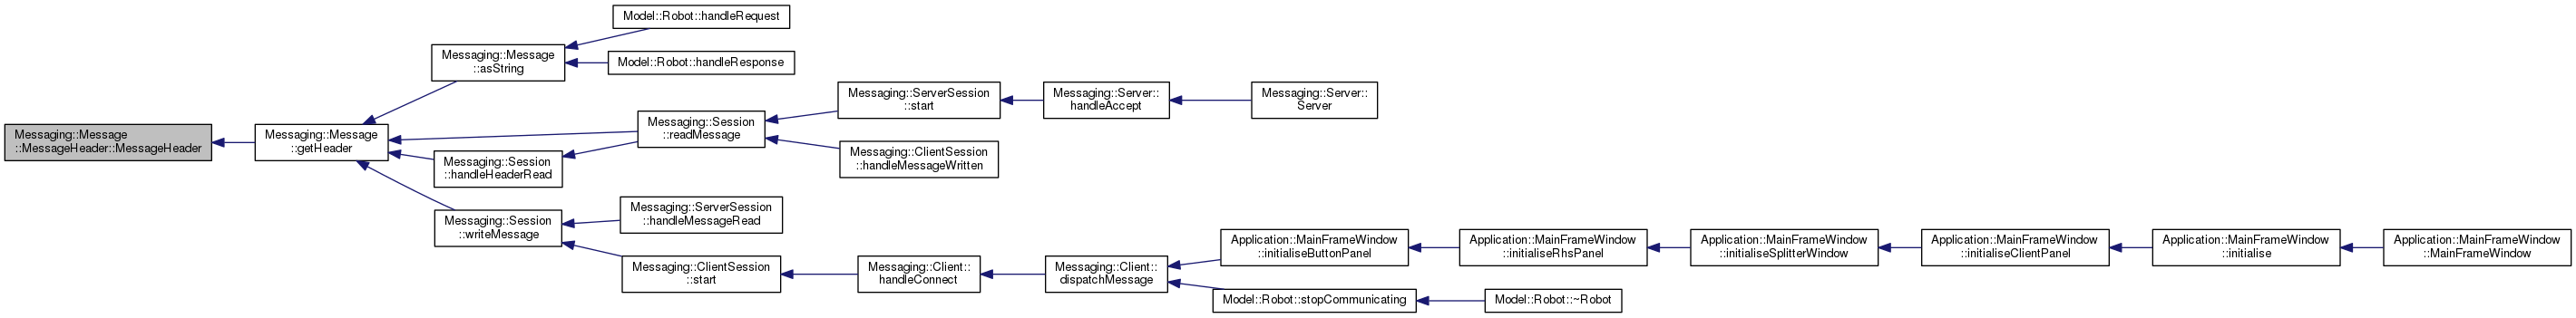 Messaging::Message
::MessageHeader::MessageHeader
Messaging::Message
::getHeader
Messaging::Message
::asString
Model::Robot::handleRequest
Model::Robot::handleResponse
Messaging::Session
::readMessage
Messaging::ServerSession
::start
Messaging::Server::
handleAccept
Messaging::Server::
Server
Messaging::ClientSession
::handleMessageWritten
Messaging::Session
::handleHeaderRead
Messaging::Session
::writeMessage
Messaging::ServerSession
::handleMessageRead
Messaging::ClientSession
::start
Messaging::Client::
handleConnect
Messaging::Client::
dispatchMessage
Application::MainFrameWindow
::initialiseButtonPanel
Application::MainFrameWindow
::initialiseRhsPanel
Application::MainFrameWindow
::initialiseSplitterWindow
Application::MainFrameWindow
::initialiseClientPanel
Application::MainFrameWindow
::initialise
Application::MainFrameWindow
::MainFrameWindow
Model::Robot::stopCommunicating
Model::Robot::~Robot